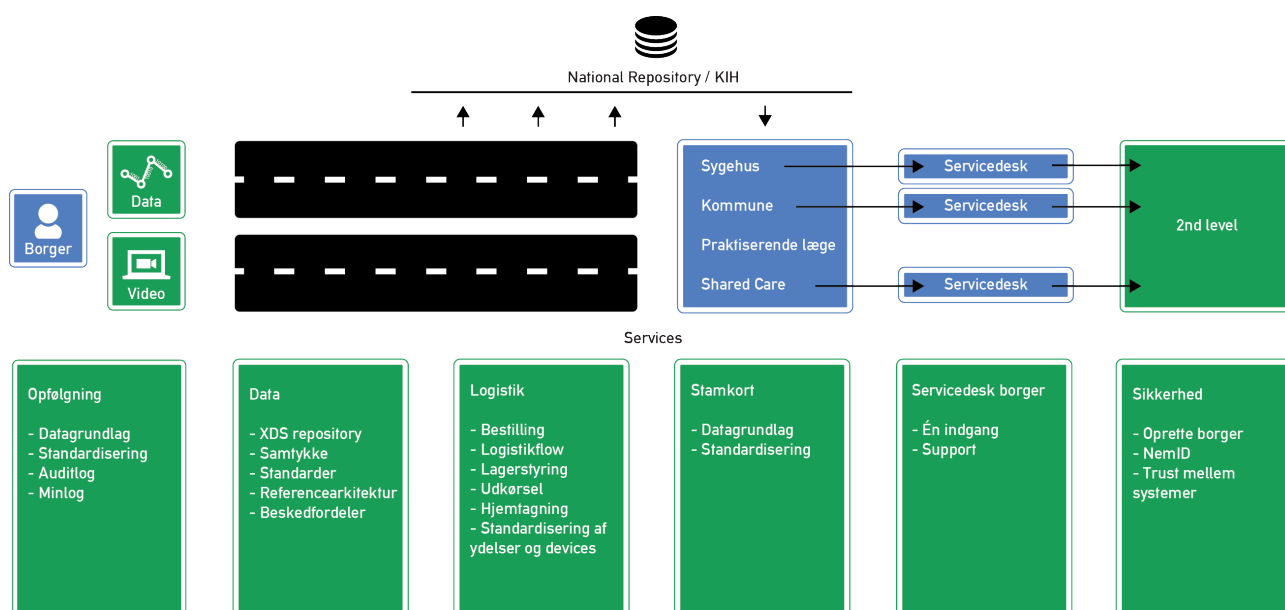 National Repository / KIH
Borger
Data
Video
Sygehus
Kommune
Praktiserende læge
Shared Care
Servicedesk
Servicedesk
Servicedesk
2nd level
Services
Opfølgning
- Datagrundlag
- Standardisering
- Auditlog
- Minlog
Data
- XDS repository
- Samtykke
- Standarder
- Referencearkitektur
- Beskedfordeler
Logistik
- Bestilling
- Logistikflow
- Lagerstyring
- Udkørsel
- Hjemtagning
- Standardisering af
ydelser og devices
Stamkort
- Datagrundlag
- Standardisering
Servicedesk borger
- Én indgang
- Support
Sikkerhed
- Oprette borger
- NemID
- Trust mellem
systemer